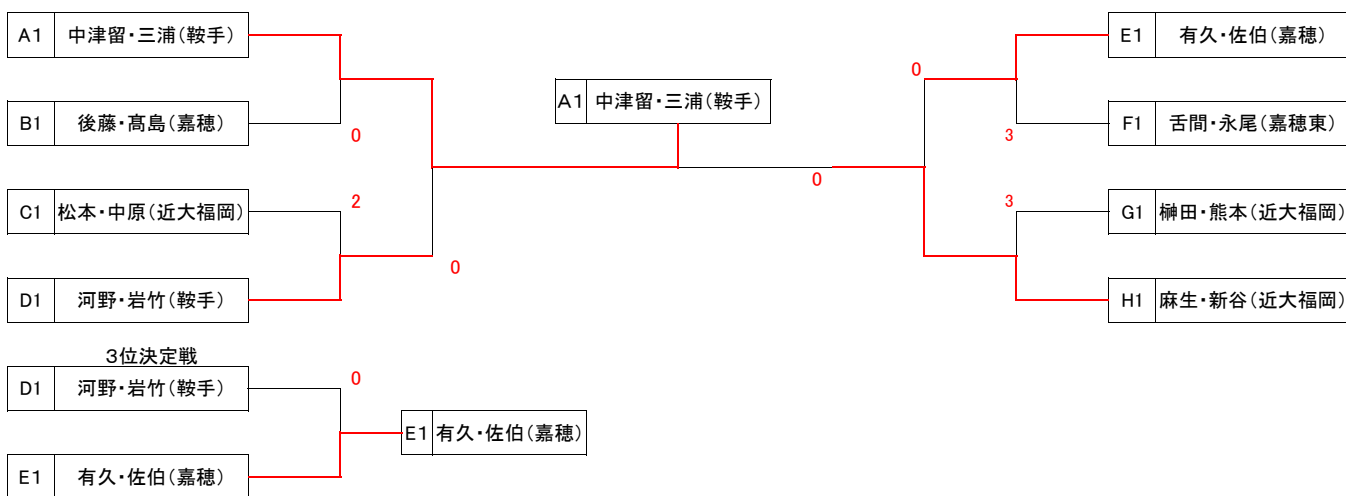 A1 中津留・三浦(鞍手)
E1 有久・佐伯(嘉穂)
0
A1 中津留・三浦(鞍手)
B1 後藤・髙島(嘉穂)
F1 舌間・永尾(嘉穂東)
0
3
0
C1 松本・中原(近大福岡)
2
3
G1 榊田・熊本(近大福岡)
0
D1 河野・岩竹(鞍手)
H1 麻生・新谷(近大福岡)
3位決定戦
D1 河野・岩竹(鞍手)
0
E1 有久・佐伯(嘉穂)
E1 有久・佐伯(嘉穂)